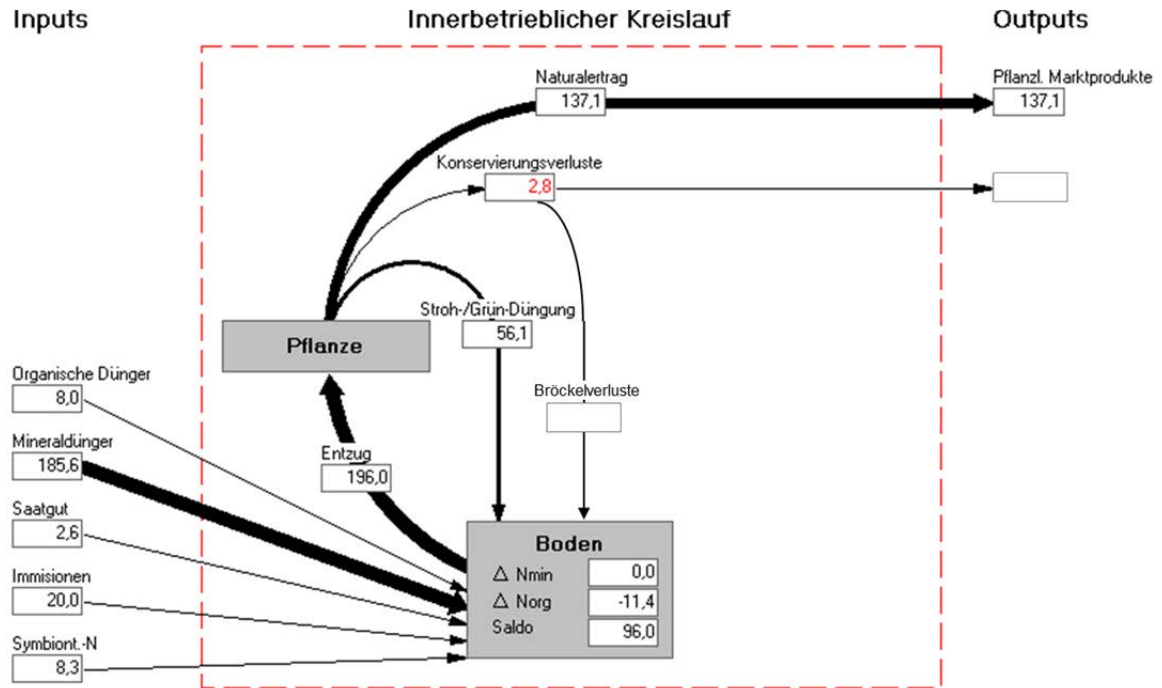 Inputs
Innerbetrieblicher Kreislauf
Outputs
Naturalertrag
137,1
Pflanzl. Marktprodukte
137,1
Konservierungsverluste
2,8
Stroh-/Grün-Düngung
56,1
Pflanze
Bröckelverluste
Organische Dünger
8,0
Mineraldünger
185,6
Entzug
196,0
Saatgut
2,6
Immisionen
20,0
Symbiont.-N
8,3
Boden
Δ Nmin 0,0
Δ Norg -11,4
Saldo 96,0